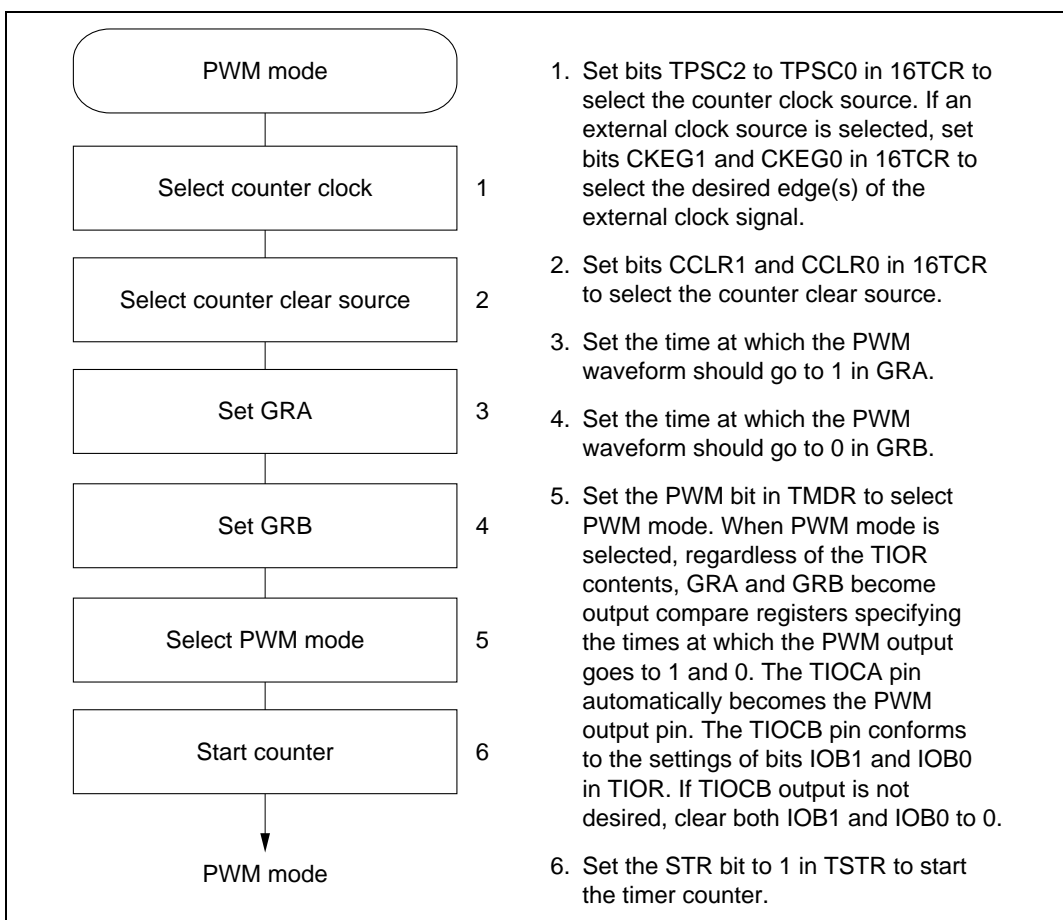 PWM mode
Select counter clock 1
Select counter clear source 2
Set GRA 3
Set GRB 4
Select PWM mode 5
Start counter 6
PWM mode
1. Set bits TPSC2 to TPSC0 in 16TCR to
select the counter clock source. If an
external clock source is selected, set
bits CKEG1 and CKEG0 in 16TCR to
select the desired edge(s) of the
external clock signal.
2. Set bits CCLR1 and CCLR0 in 16TCR
to select the counter clear source.
3. Set the time at which the PWM
waveform should go to 1 in GRA.
4. Set the time at which the PWM
waveform should go to 0 in GRB.
5. Set the PWM bit in TMDR to select
PWM mode. When PWM mode is
selected, regardless of the TIOR
contents, GRA and GRB become
output compare registers specifying
the times at which the PWM output
goes to 1 and 0. The TIOCA pin
automatically becomes the PWM
output pin. The TIOCB pin conforms
to the settings of bits IOB1 and IOB0
in TIOR. If TIOCB output is not
desired, clear both IOB1 and IOB0 to 0.
6. Set the STR bit to 1 in TSTR to start
the timer counter.